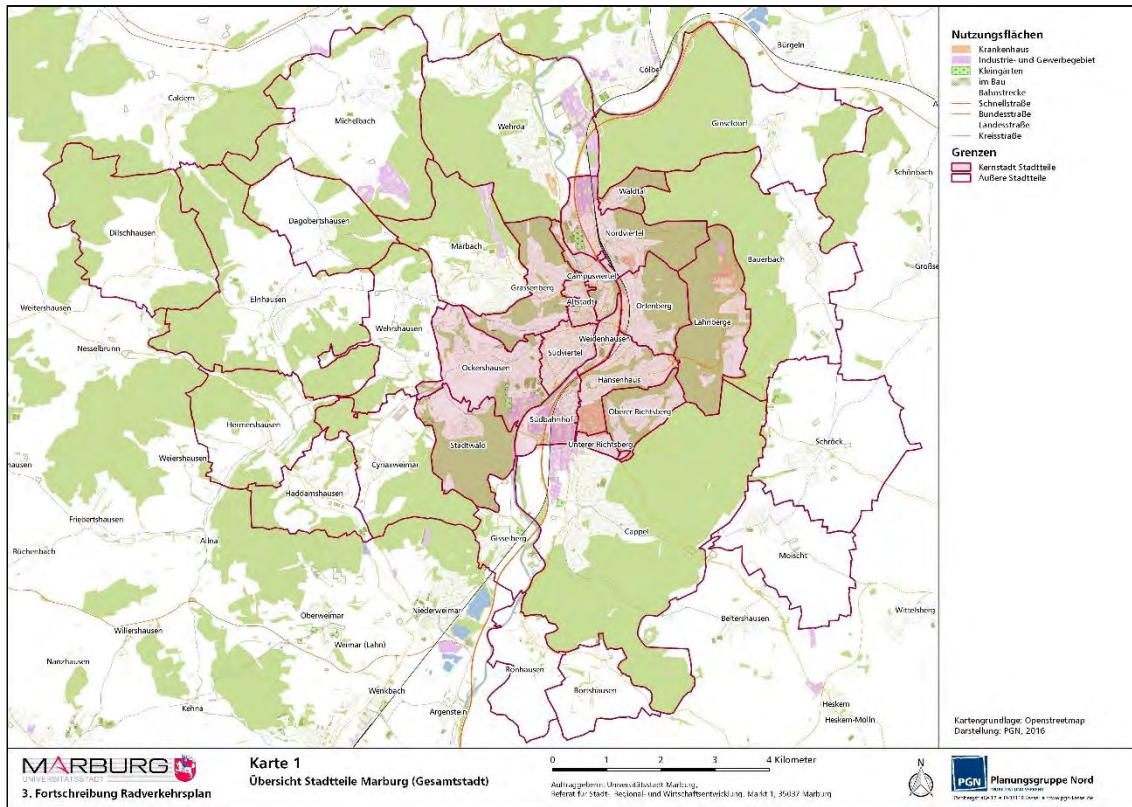 Bürgeln
Cölbe
Caldern
Michelbach
Wehrda
Ginseldorf
Schönbach
Waldtal
Dagobertshausen
Nordviertel
Dilschhausen
Marbach
Bauerbach
Großse
Campusviertel
Grassenberg
Elnhausen
Altstadt
Ortenberg
Weitershausen
Lahnberge
Wehrshausen
Weidenhausen
Nesselbrunn
Südviertel
Ockershausen
Hansenhaus
Oberer Richtsberg
Südbahnhof
Hermershausen
Stadtwald
Unterer Richtsberg
Schröck
Weiershausen
Cyriaxweimar
hausen
Haddamshausen
Friebertshausen
Cappel
Allna
Gisselberg
Rüchenbach
Moischt
Niederweimar
Oberweimar
Beltershausen
Wittelsberg
Willershausen
Weimar (Lahn)
Nanzhausen
Ronhausen
Wenkbach
Bortshausen
Kehna
Argenstein
Heskem
Heskem-Mölln
Nutzungsflächen
Krankenhaus
Industrie- und Gewerbegebiet
Kleingärten
im Bau
Bahnstrecke
Schnellstraße
Bundesstraße
Landesstraße
Kreisstraße
Grenzen
Kernstadt Stadtteile
Äußere Stadtteile
Kartengrundlage: Openstreetmap
Darstellung: PGN, 2016
MARBURG
UNIVERSITÄTSSTADT
3. Fortschreibung Radverkehrsplan
Karte 1
Übersicht Stadtteile Marburg (Gesamtstadt)
0 1 2 3 4 Kilometer
Auftraggeberin: Universitätsstadt Marburg,
Referat für Stadt-, Regional- und Wirtschaftsentwicklung, Markt 1, 35037 Marburg
N
PGN
Planungsgruppe Nord